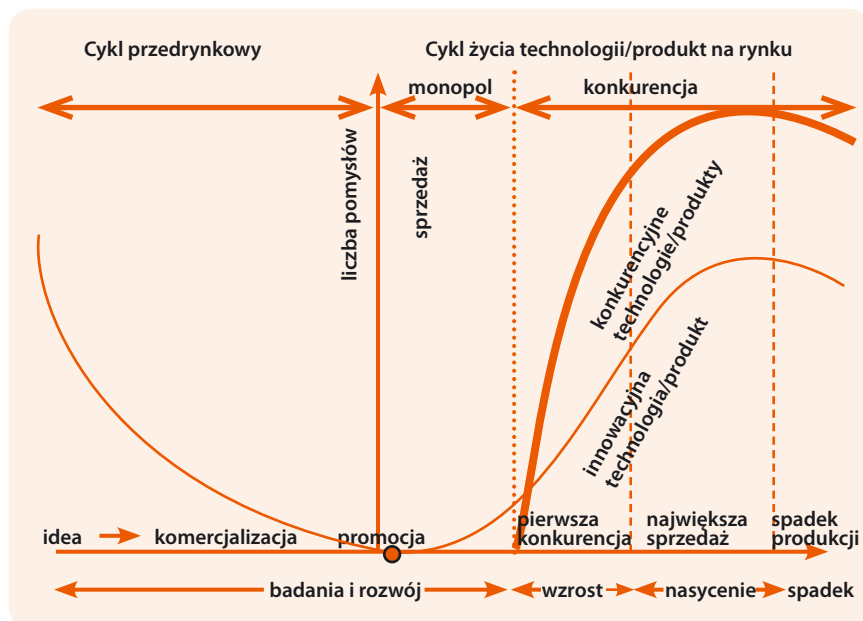 Cykl przedrynkowy
Cykl życia technologii/produkt na rynku
monopol
konkurencja
liczba pomysłów
sprzedaż
konkurencyjne
technologie/produkty
innowacyjna
technologia/produkt
idea
komercjalizacja
promocja
pierwsza
konkurencja
największa
sprzedaż
spadek
produkcji
badania i rozwój
wzrost
nasycenie
spadek